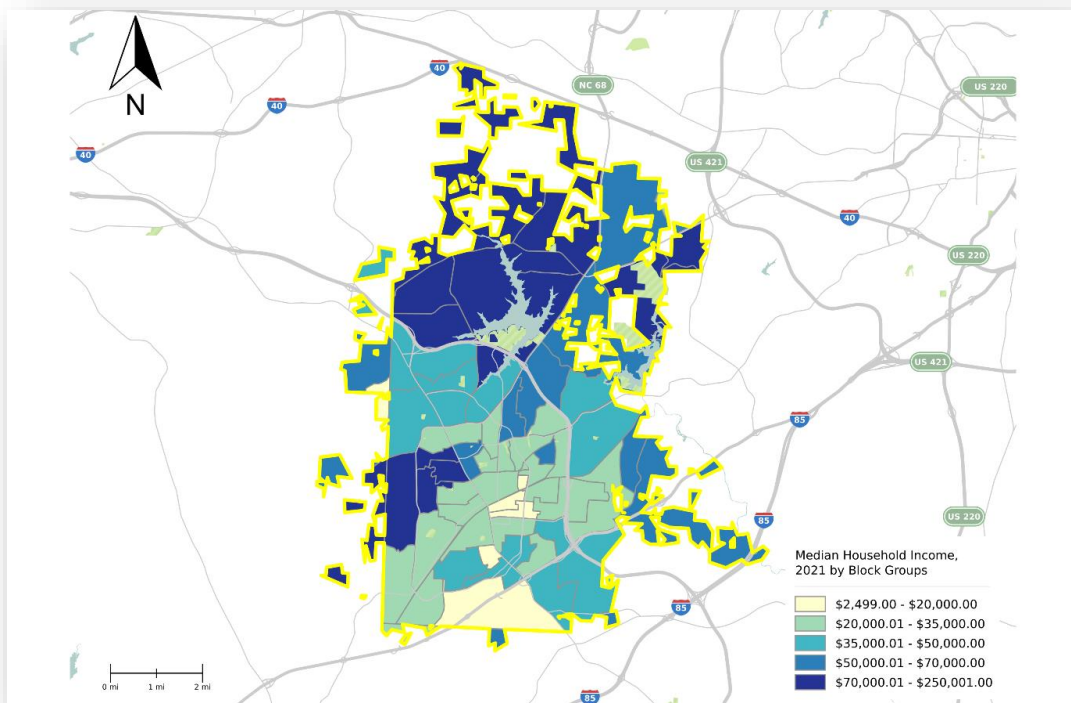 N
40
40
40
NC 68
US 220
US 421
40
US 220
US 421
85
US 220
85
85
85
Median Household Income,
2021 by Block Groups
$2,499.00 - $20,000.00
$20,000.01 - $35,000.00
$35,000.01 - $50,000.00
$50,000.01 - $70,000.00
$70,000.01 - $250,001.00
0 mi 1 mi 2 mi